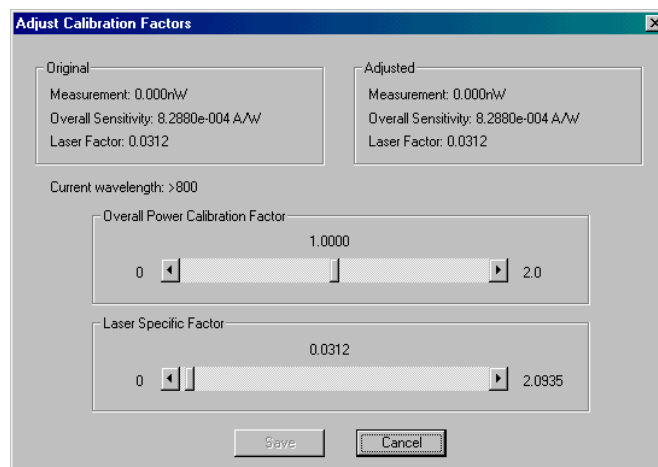 Adjust Calibration Factors
Original
Measurement: 0.000nW
Overall Sensitivity: 8.2880e-004 A/W
Laser Factor: 0.0312
Adjusted
Measurement: 0.000nW
Overall Sensitivity: 8.2880e-004 A/W
Laser Factor: 0.0312
Current wavelength: >800
Overall Power Calibration Factor
1.0000
0 2.0
Laser Specific Factor
0.0312
0 2.0935
Save Cancel